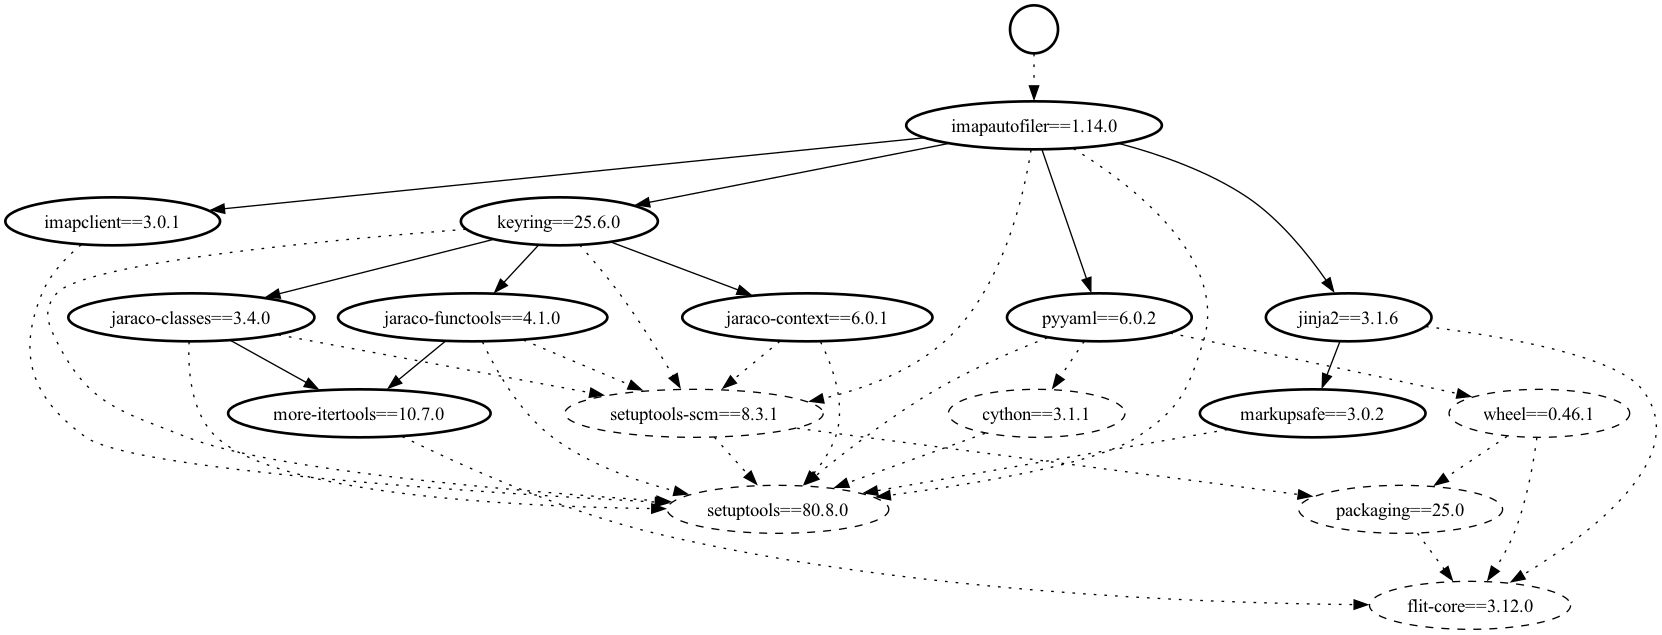 imapautofiler==1.14.0
imapclient==3.0.1
keyring==25.6.0
jaraco-classes==3.4.0
jaraco-functools==4.1.0
jaraco-context==6.0.1
pyyaml==6.0.2
jinja2==3.1.6
more-itertools==10.7.0
setuptools-scm==8.3.1
cython==3.1.1
markupsafe==3.0.2
wheel==0.46.1
setuptools==80.8.0
packaging==25.0
flit-core==3.12.0